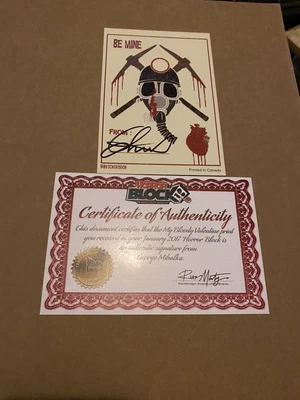 BE MINE
FROM:
Printed in Canada
HORROR
BLOCK
Certificate of Authenticity
This document certifies that the My Bloody Valentine print
you received in your January 2017 Horror Block is
an authentic signature from
George Mihalka.